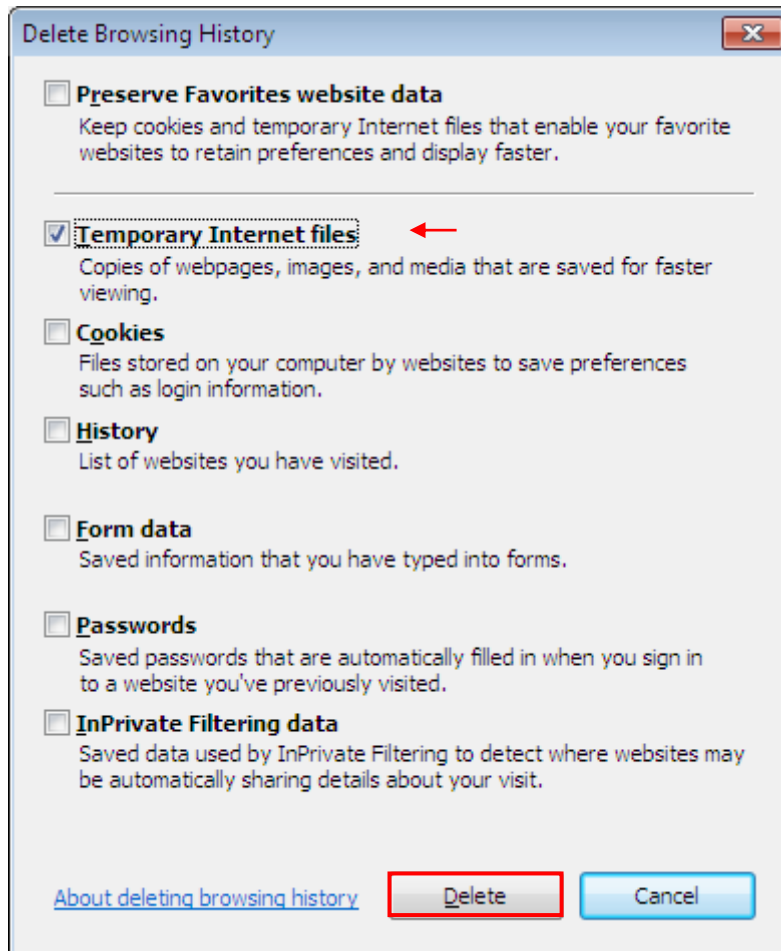 Delete Browsing History
Preserve Favorites website data
Keep cookies and temporary Internet files that enable your favorite
websites to retain preferences and display faster.
Temporary Internet files
Copies of webpages, images, and media that are saved for faster
viewing.
Cookies
Files stored on your computer by websites to save preferences
such as login information.
History
List of websites you have visited.
Form data
Saved information that you have typed into forms.
Passwords
Saved passwords that are automatically filled in when you sign in
to a website you've previously visited.
InPrivate Filtering data
Saved data used by InPrivate Filtering to detect where websites may
be automatically sharing details about your visit.
About deleting browsing history
Delete
Cancel